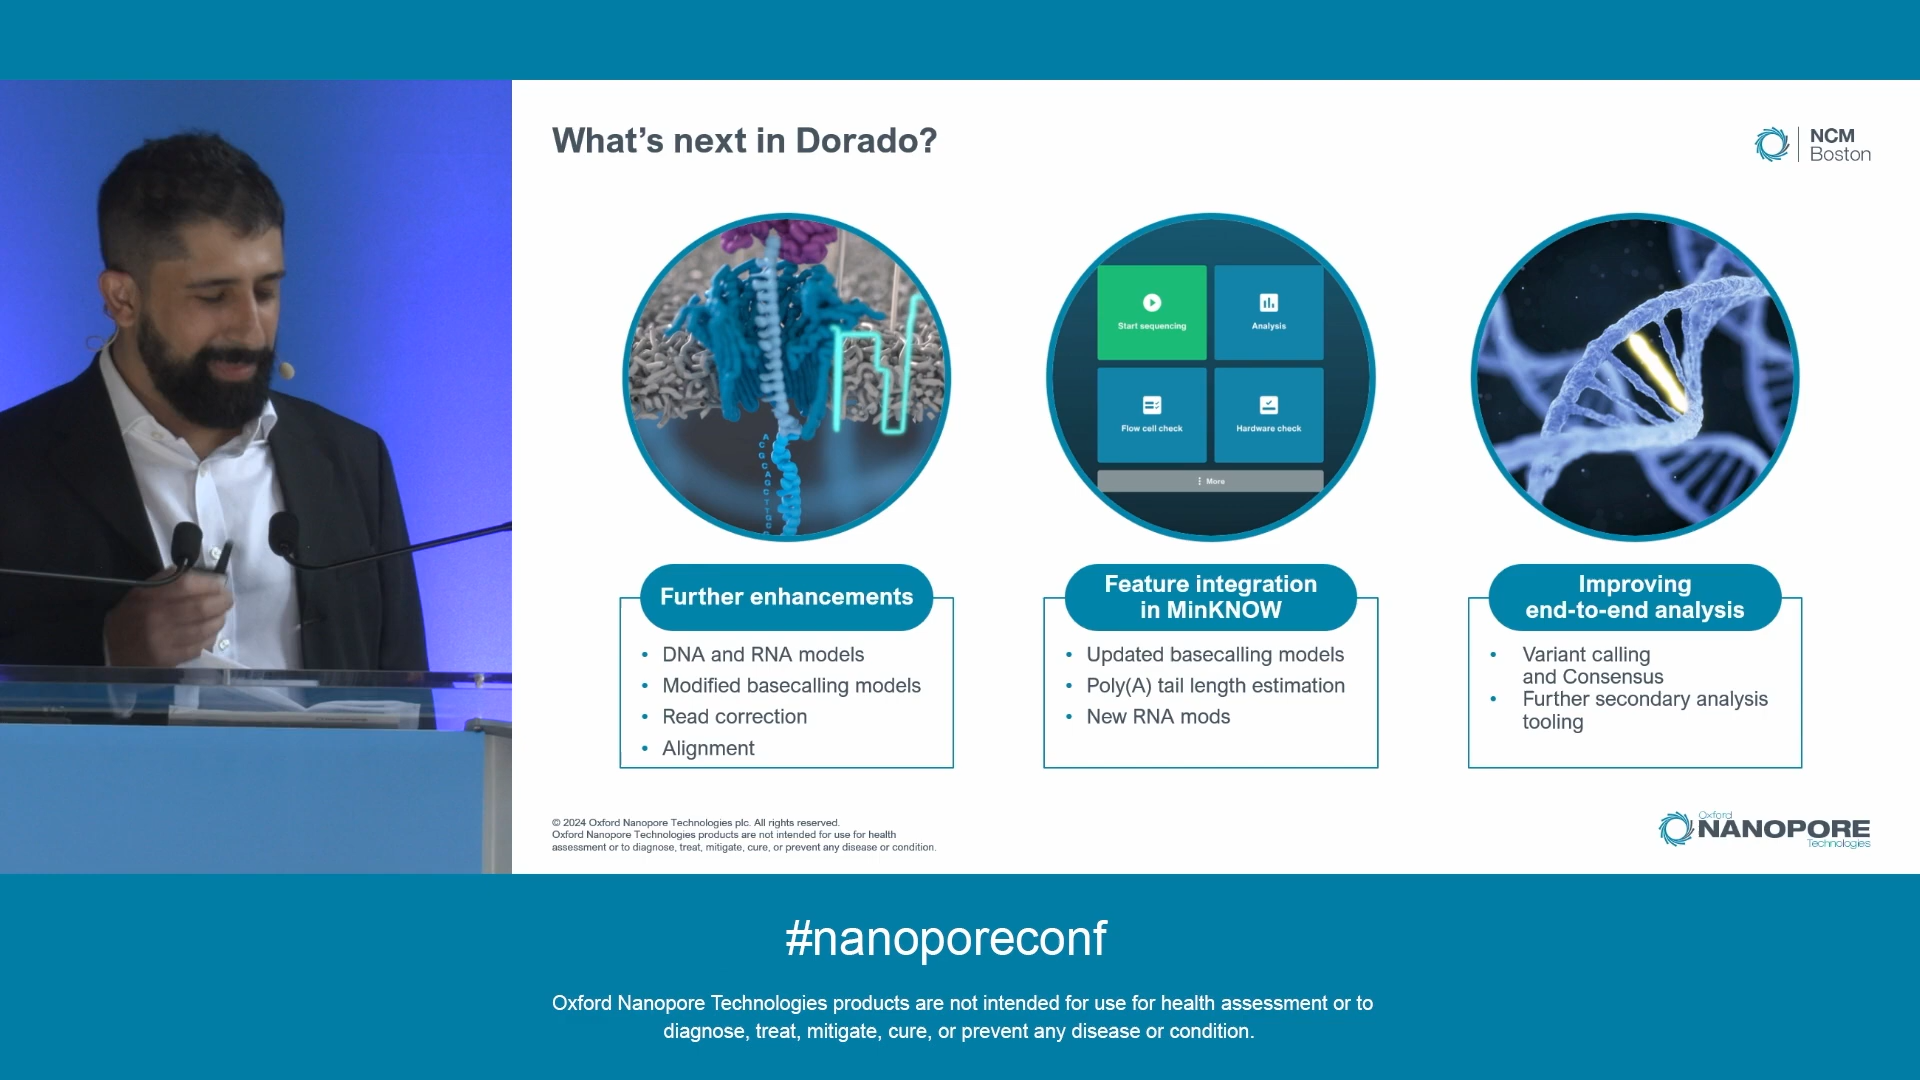 What's next in Dorado?
NCM
Boston
Start sequencing
Analysis
Flow cell check
Hardware check
More
Further enhancements
• DNA and RNA models
• Modified basecalling models
• Read correction
• Alignment
Feature integration
in MinKNOW
• Updated basecalling models
• Poly(A) tail length estimation
• New RNA mods
Improving
end-to-end analysis
• Variant calling
and Consensus
• Further secondary analysis
tooling
© 2024 Oxford Nanopore Technologies plc. All rights reserved.
Oxford Nanopore Technologies products are not intended for use for health
assessment or to diagnose, treat, mitigate, cure, or prevent any disease or condition.
Oxford
NANOPORE
Technologies
#nanoporeconf
Oxford Nanopore Technologies products are not intended for use for health assessment or to
diagnose, treat, mitigate, cure, or prevent any disease or condition.